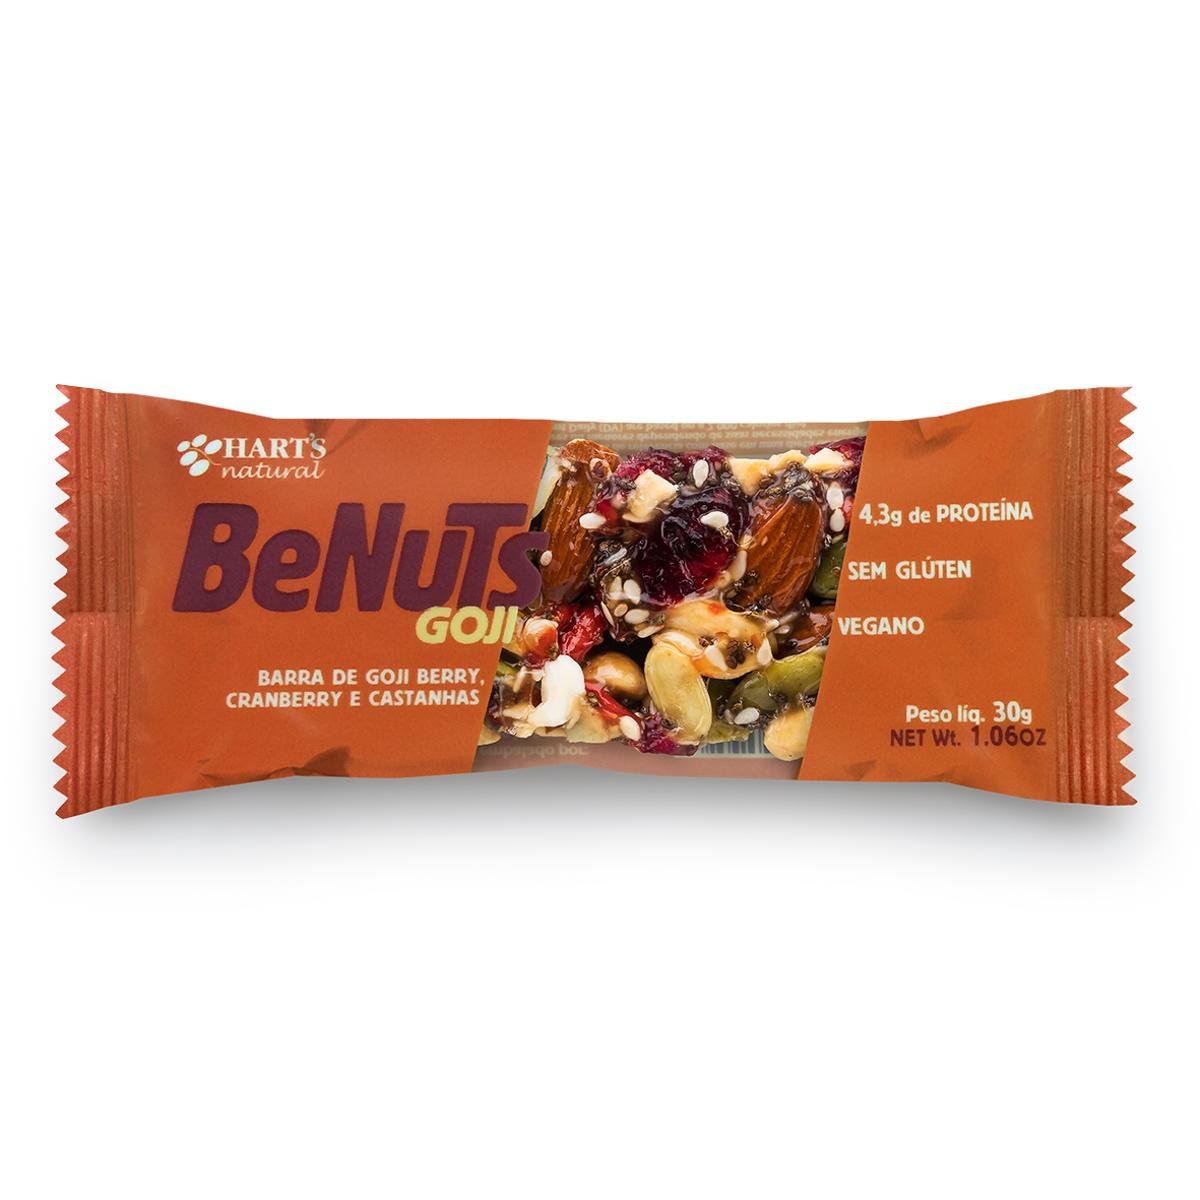 HART'S
natural
BeNuTs
GOJI
BARRA DE GOJI BERRY,
CRANBERRY E CASTANHAS
4,3g de PROTEÍNA
SEM GLÚTEN
VEGANO
Peso líq. 30g
NET Wt. 1.06OZ